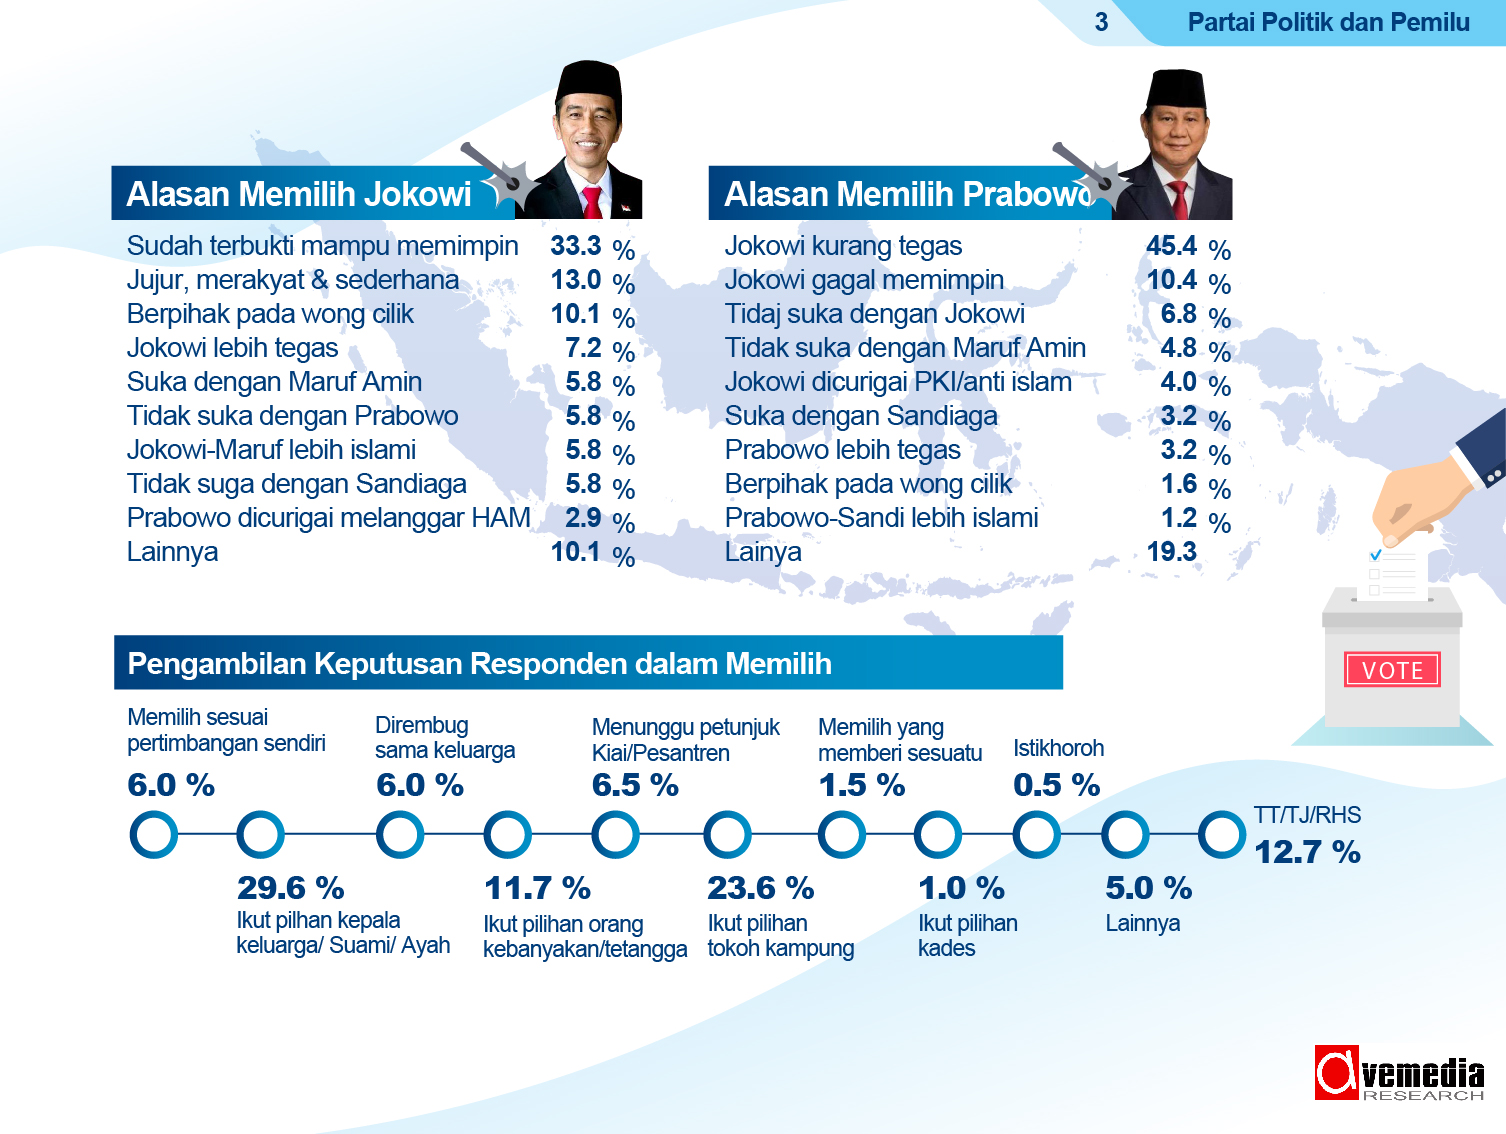 3 Partai Politik dan Pemilu
Alasan Memilih Jokowi
Sudah terbukti mampu memimpin 33.3 %
Jujur, merakyat & sederhana 13.0 %
Berpihak pada wong cilik 10.1 %
Jokowi lebih tegas 7.2 %
Suka dengan Maruf Amin 5.8 %
Tidak suka dengan Prabowo 5.8 %
Jokowi-Maruf lebih islami 5.8 %
Tidak suga dengan Sandiaga 5.8 %
Prabowo dicurigai melanggar HAM 2.9 %
Lainnya 10.1 %
Alasan Memilih Prabowo
Jokowi kurang tegas 45.4 %
Jokowi gagal memimpin 10.4 %
Tidaj suka dengan Jokowi 6.8 %
Tidak suka dengan Maruf Amin 4.8 %
Jokowi dicurigai PKI/anti islam 4.0 %
Suka dengan Sandiaga 3.2 %
Prabowo lebih tegas 3.2 %
Berpihak pada wong cilik 1.6 %
Prabowo-Sandi lebih islami 1.2 %
Lainya 19.3
VOTE
Pengambilan Keputusan Responden dalam Memilih
Memilih sesuai
pertimbangan sendiri
6.0 %
29.6 %
Ikut pilhan kepala
keluarga/ Suami/ Ayah
Dirembug
sama keluarga
6.0 %
11.7 %
Ikut pilihan orang
kebanyakan/tetangga
Menunggu petunjuk
Kiai/Pesantren
6.5 %
23.6 %
Ikut pilihan
tokoh kampung
Memilih yang
memberi sesuatu
1.5 %
1.0 %
Ikut pilihan
kades
Istikhoroh
0.5 %
5.0 %
Lainnya
TT/TJ/RHS
12.7 %
avemedia
RESEARCH